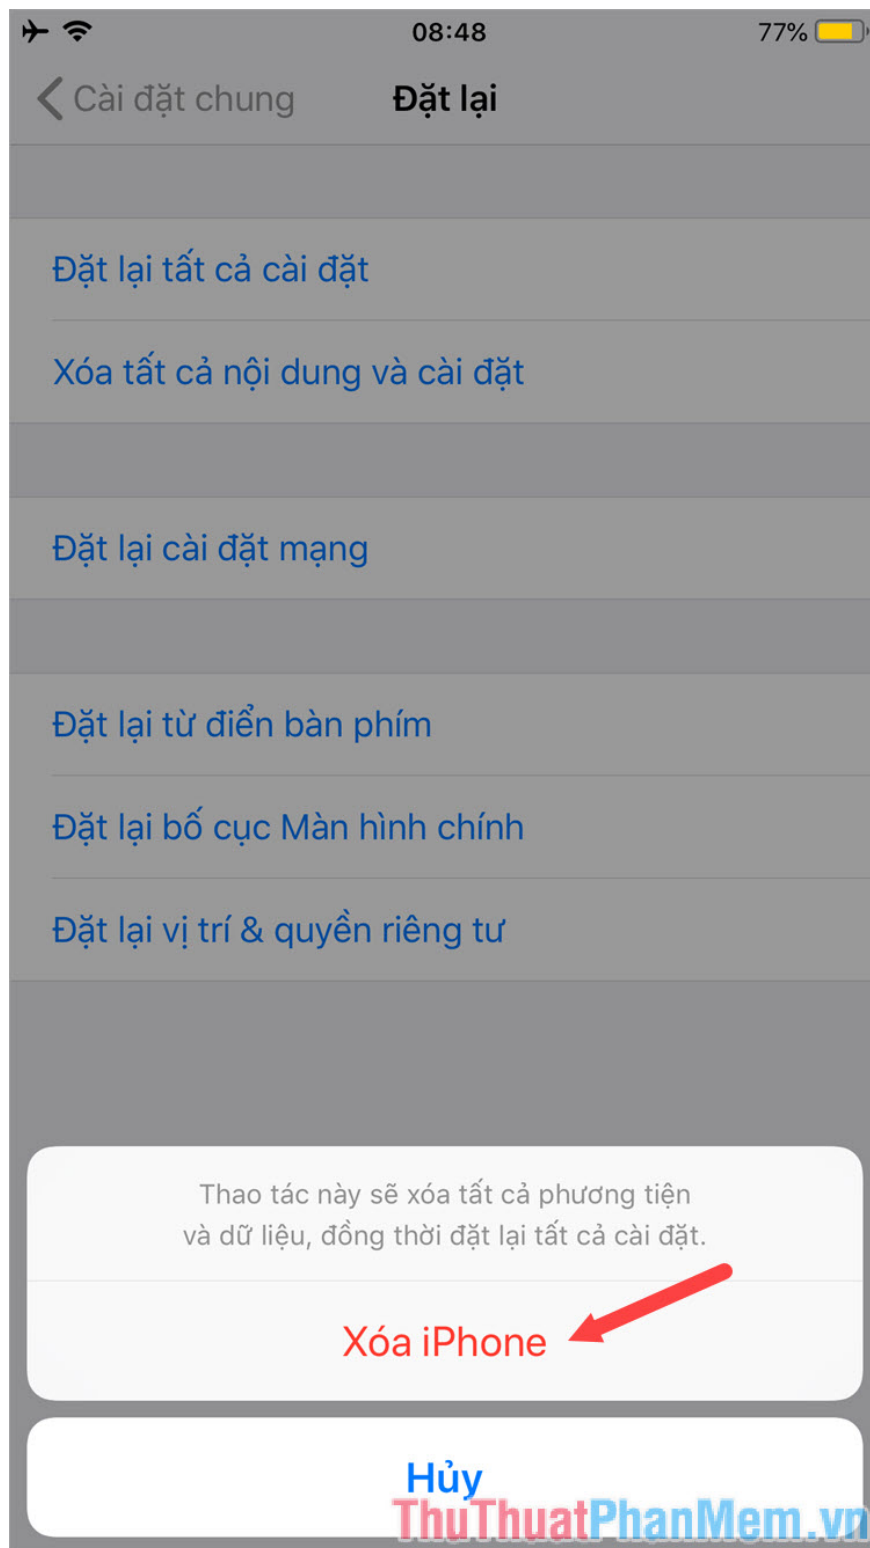 08:48
77%
Cài đặt chung
Đặt lại
Đặt lại tất cả cài đặt
Xóa tất cả nội dung và cài đặt
Đặt lại cài đặt mạng
Đặt lại từ điển bàn phím
Đặt lại bố cục Màn hình chính
Đặt lại vị trí & quyền riêng tư
Thao tác này sẽ xóa tất cả phương tiện
và dữ liệu, đồng thời đặt lại tất cả cài đặt.
Xóa iPhone
Hủy
ThuThuatPhanMem.vn